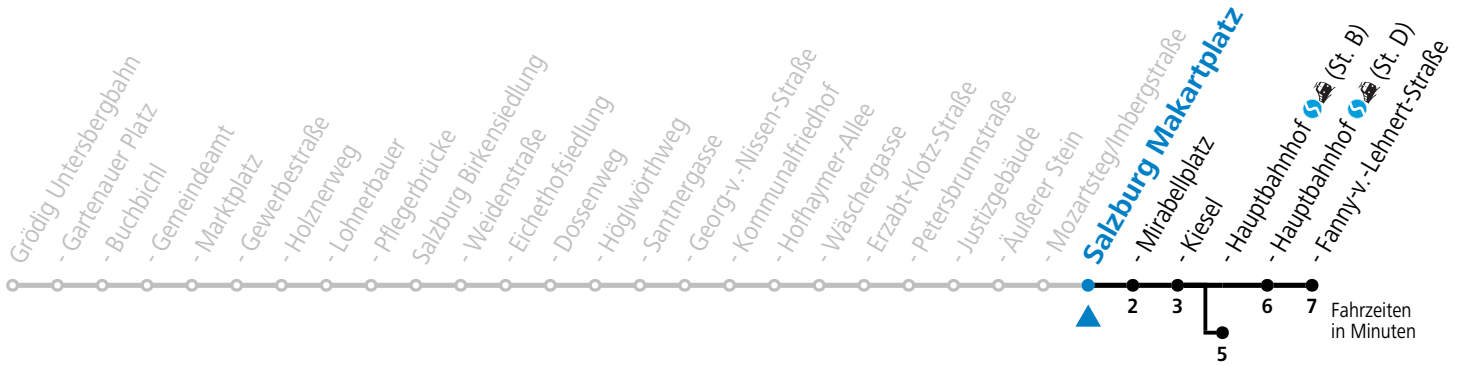 Grödig Untersbergbahn
- Gartenauer Platz
- Buchbichl
- Gemeindeamt
- Marktplatz
- Gewerbestraße
- Holznerweg
- Lohnerbauer
- Pflegerbrücke
Salzburg Birkensiedlung
- Weidenstraße
- Eichethofsiedlung
- Dossenweg
- Höglwörthweg
- Santnergasse
- Georg-v.-Nissen-Straße
- Kommunalfriedhof
- Hofhaymer-Allee
- Wäschergasse
- Erzabt-Klotz-Straße
- Petersbrunnstraße
- Justizgebäude
- Äußerer Stein
- Mozartsteg/Imbergstraße
Salzburg Makartplatz
- Mirabellplatz
- Kiesel
- Hauptbahnhof (St. B)
- Hauptbahnhof (St. D)
- Fanny-v.-Lehnert-Straße
2 3 6 7
5
Fahrzeiten
in Minuten